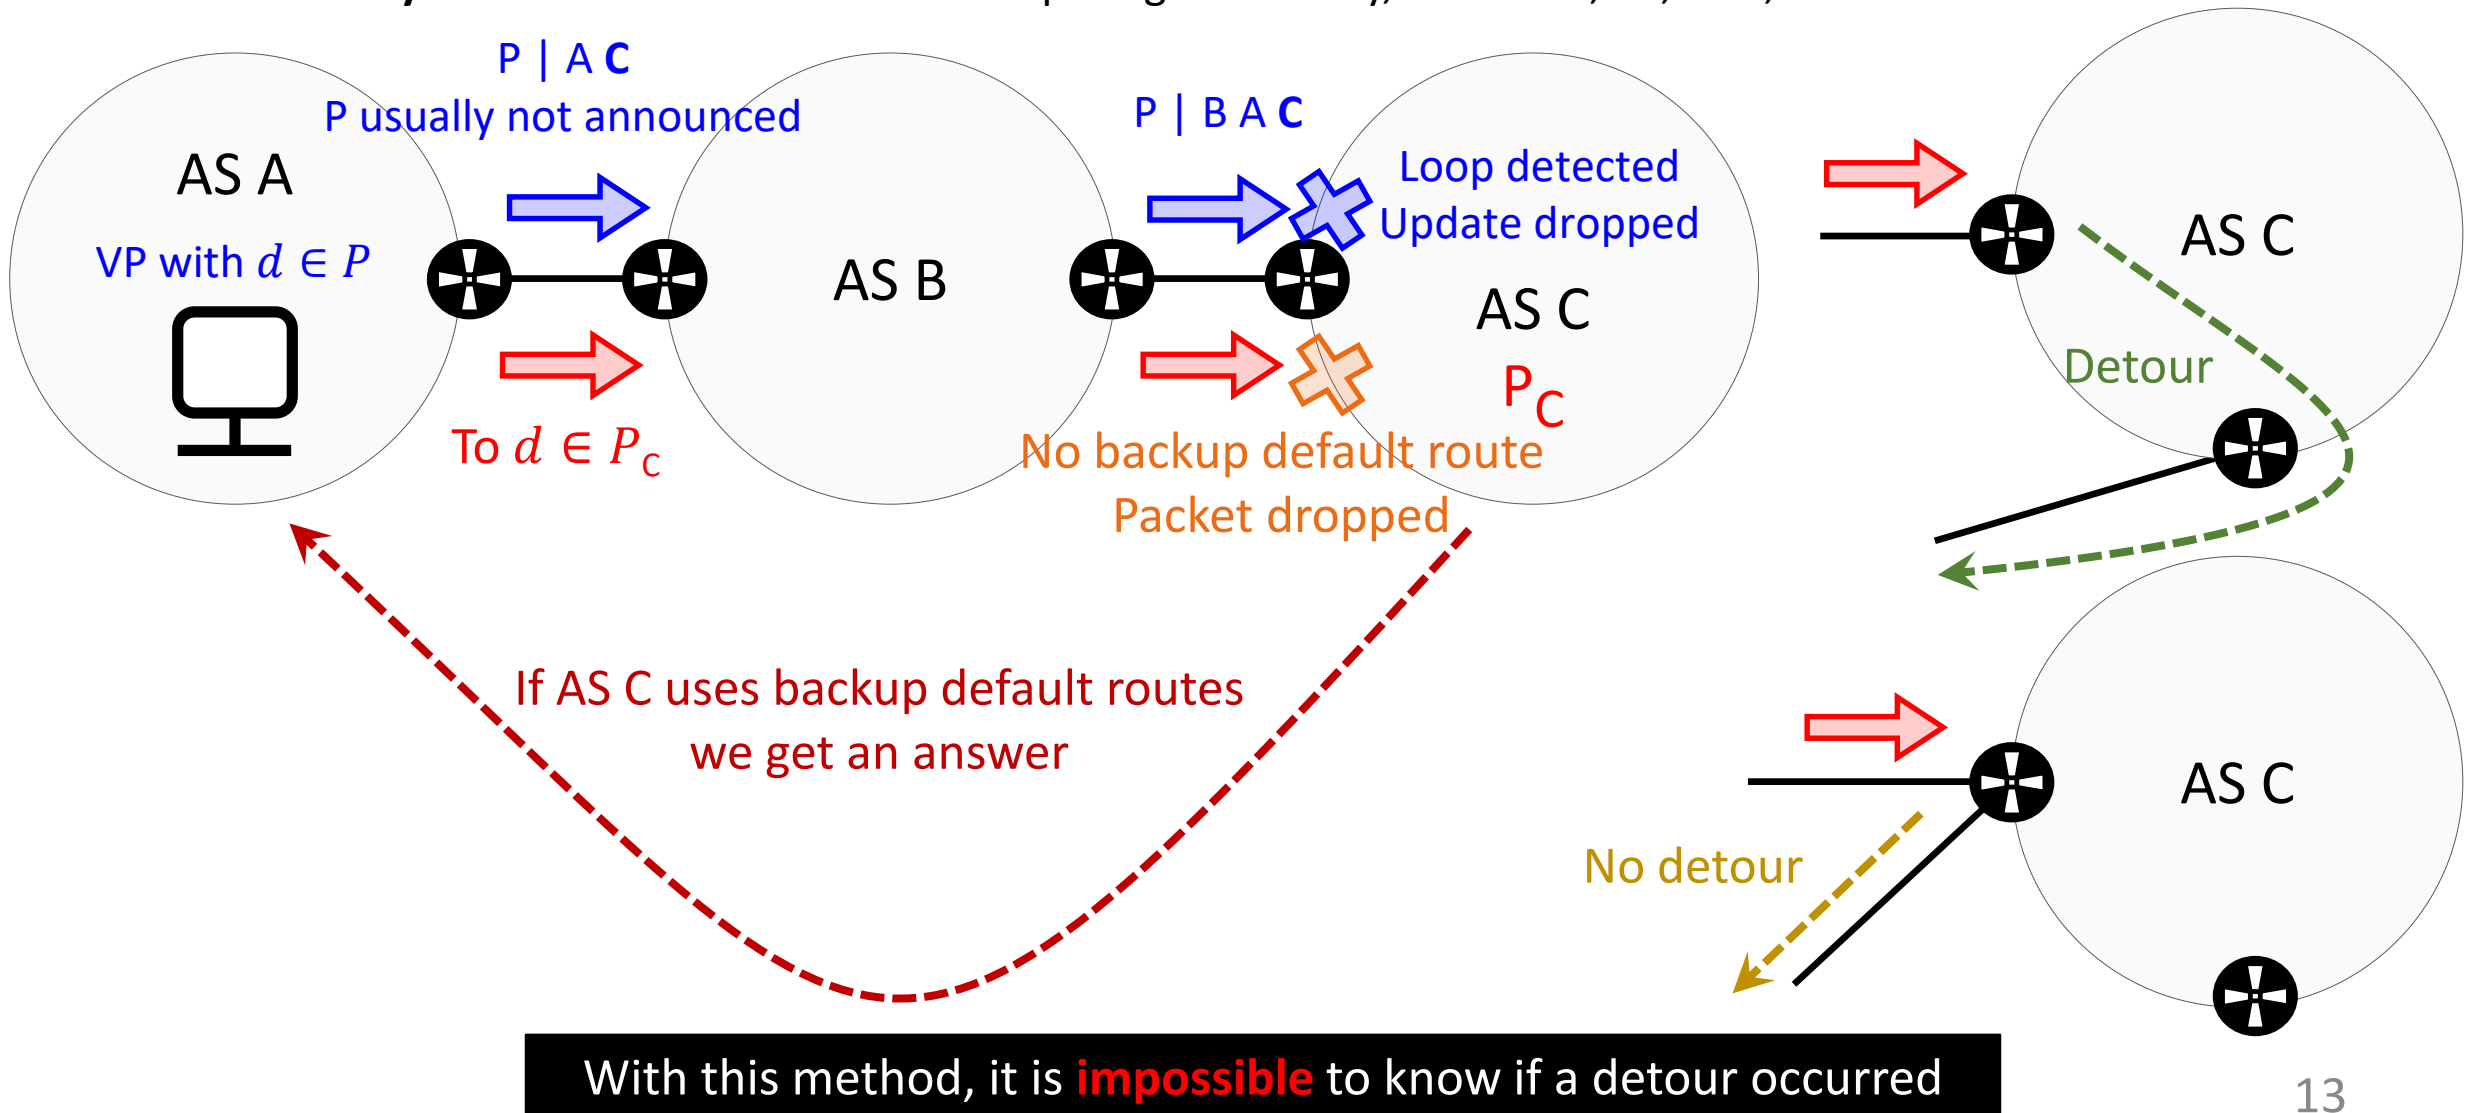 P | A C
P usually not announced
P | B A C
AS A
VP with d ∈ P
AS B
Loop detected
Update dropped
AS C
P_C
To d ∈ P_C
No backup default route
Packet dropped
AS C
Detour
If AS C uses backup default routes
we get an answer
AS C
No detour
With this method, it is impossible to know if a detour occurred
13